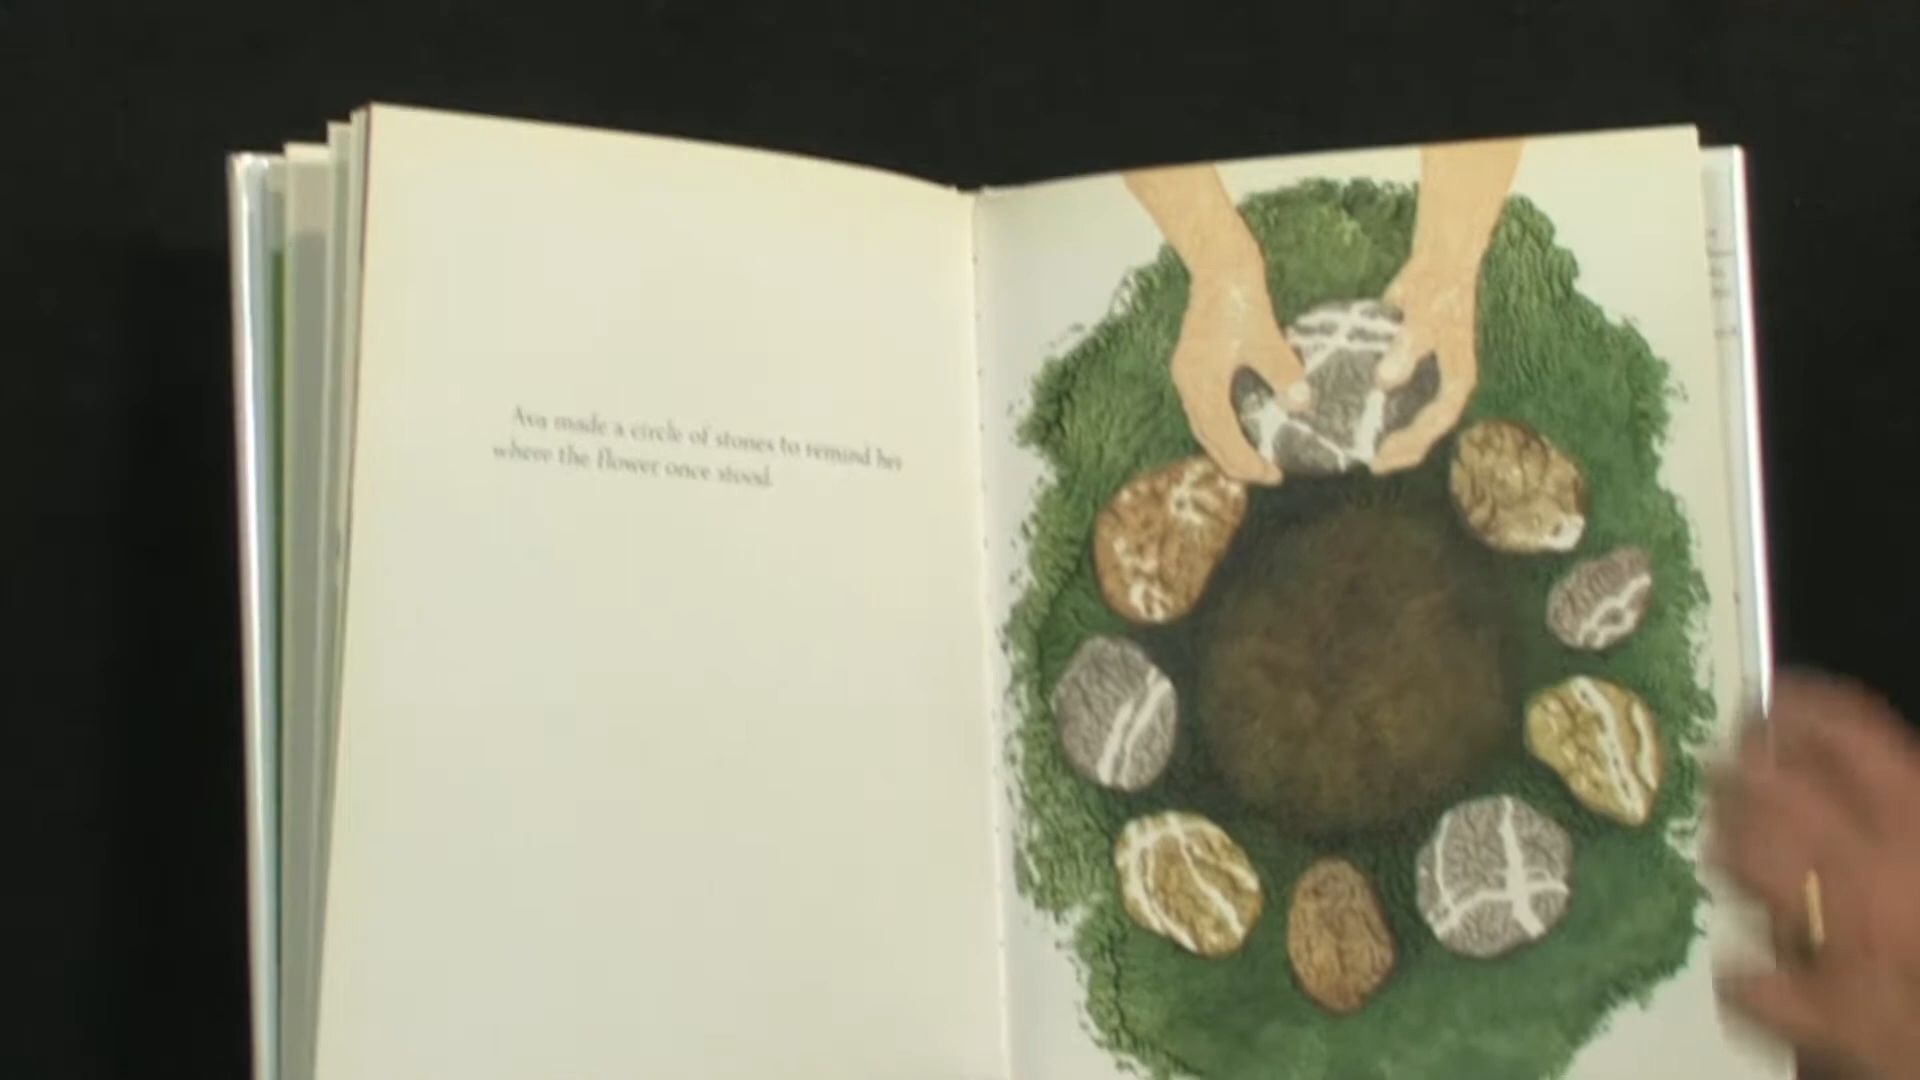 Ava made a circle of stones to remind her
where the flower once stood.